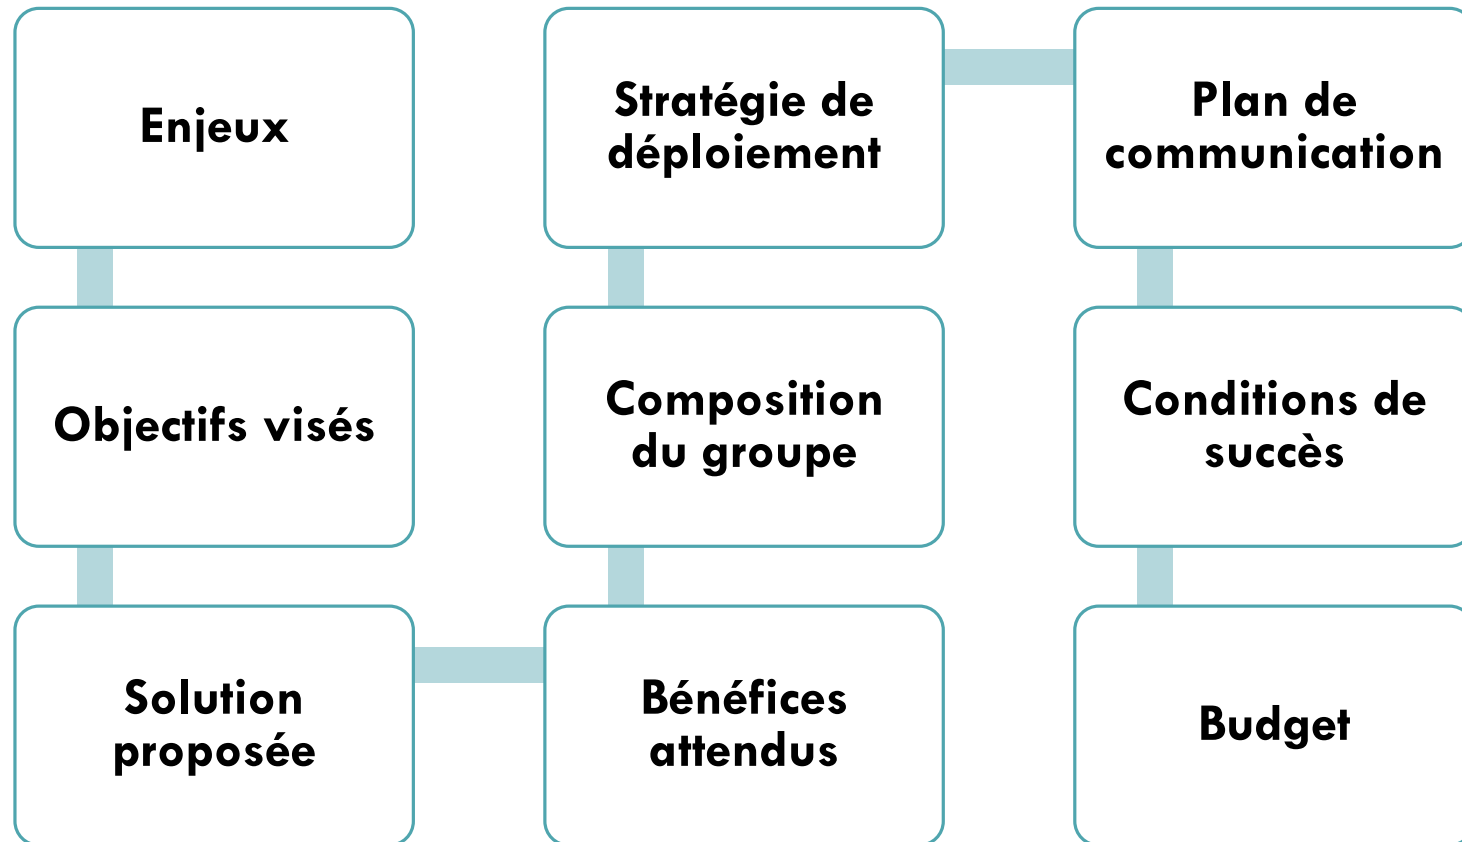 Enjeux
Objectifs visés
Solution
proposée
Bénéfices
attendus
Composition
du groupe
Stratégie de
déploiement
Plan de
communication
Conditions de
succès
Budget